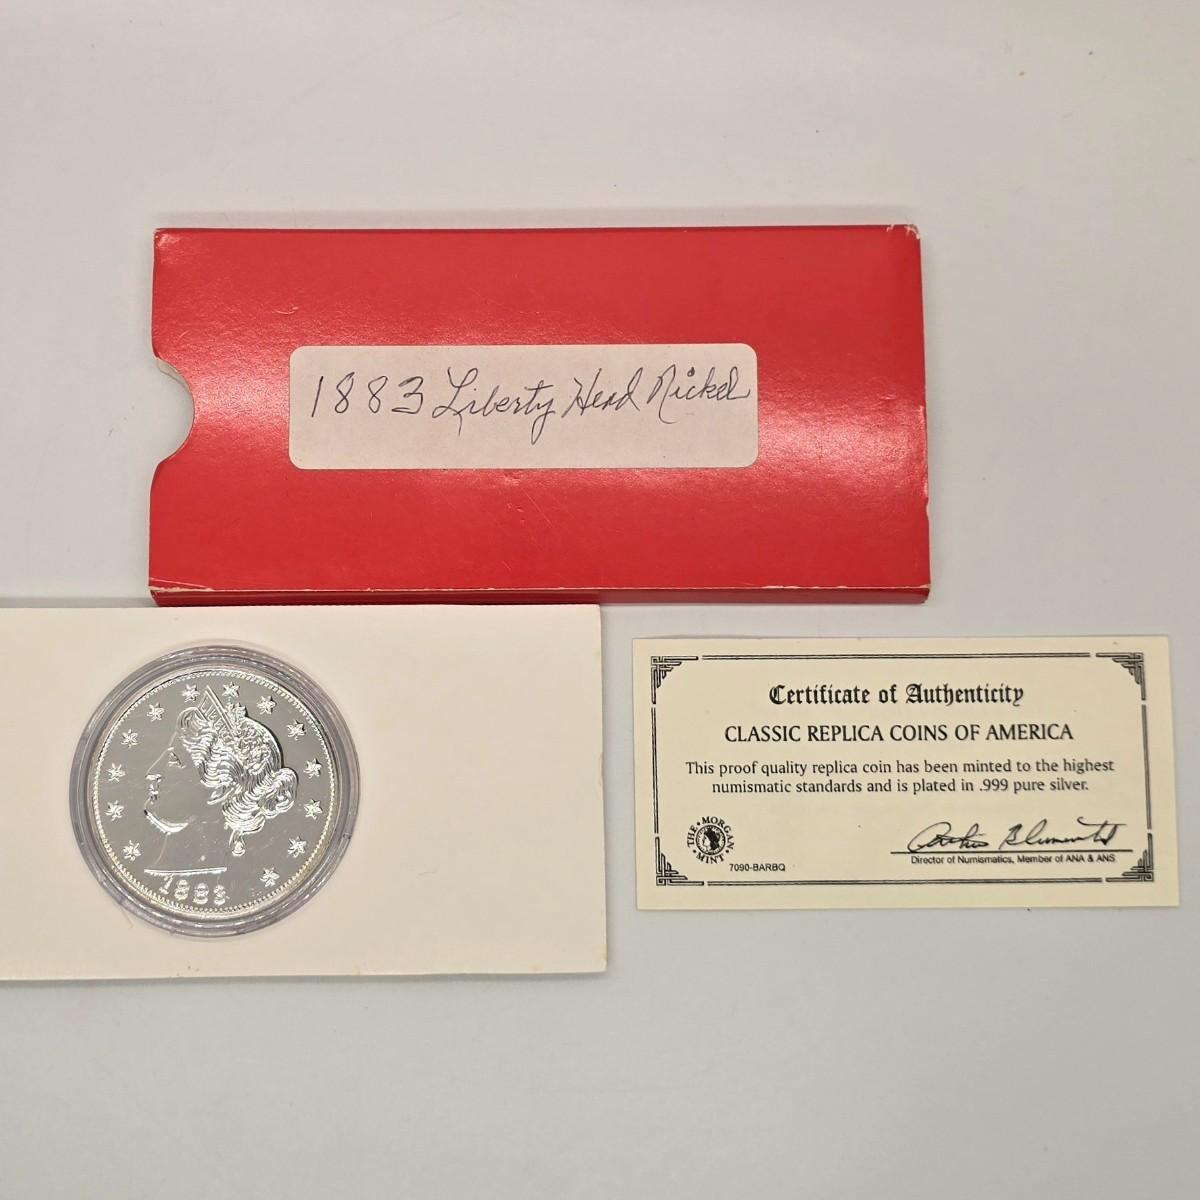 1883 Liberty Head Nickel
1883
Certificate of Authenticity
CLASSIC REPLICA COINS OF AMERICA
This proof quality replica coin has been minted to the highest
numismatic standards and is plated in .999 pure silver.
THE • MORGAN • MINT •
7090-BARBQ
Director of Numismatics, Member of ANA & ANS